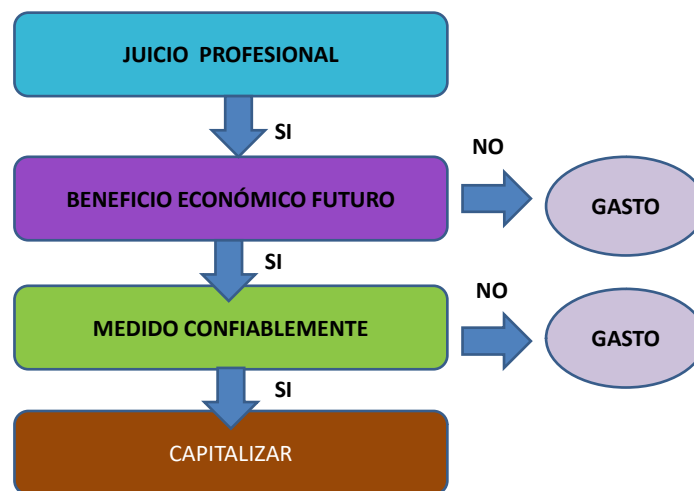 JUICIO PROFESIONAL
SI
NO
BENEFICIO ECONÓMICO FUTURO
GASTO
SI
NO
MEDIDO CONFIABLEMENTE
GASTO
SI
CAPITALIZAR